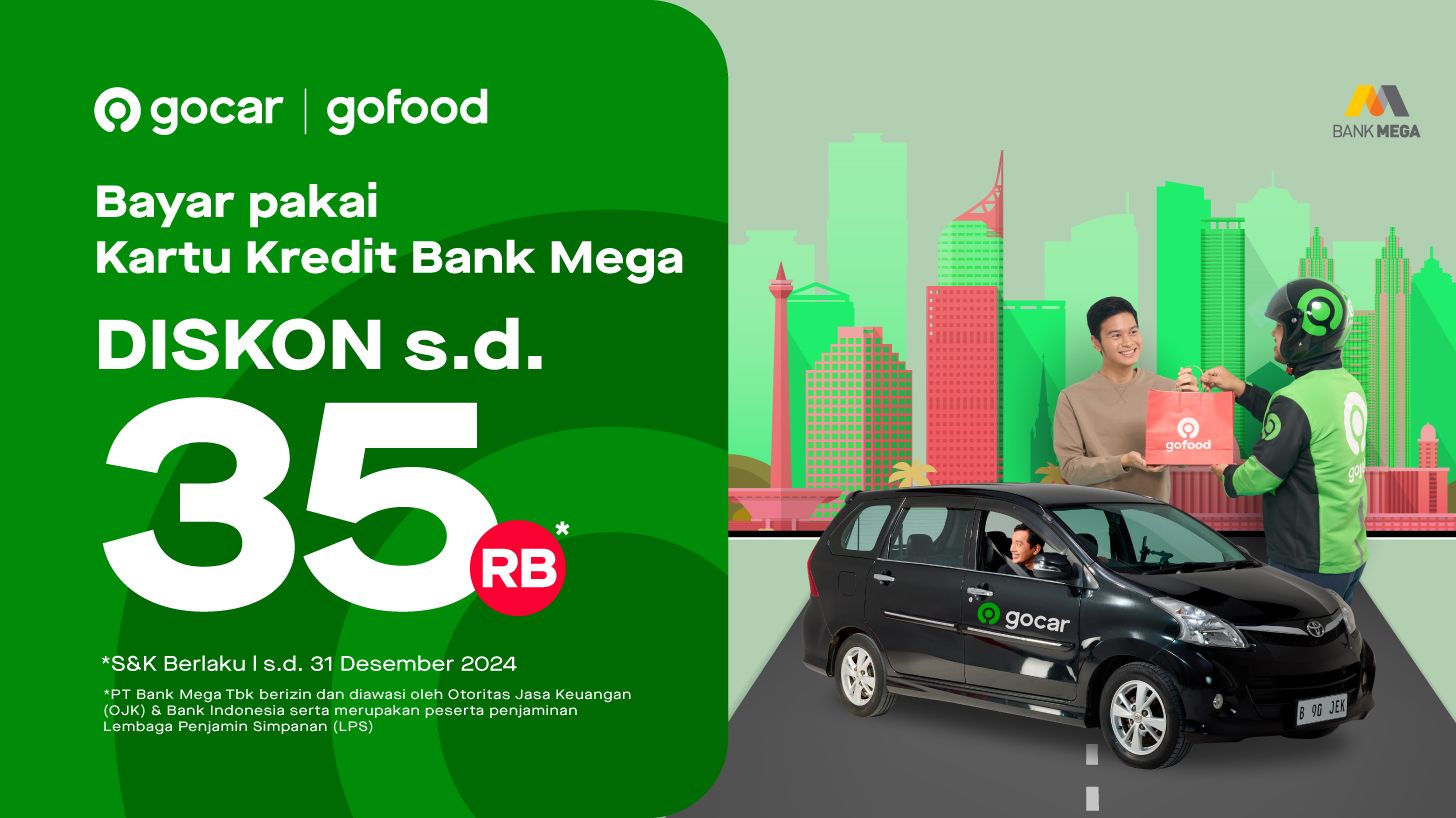 gocar | gofood
BANK MEGA
Bayar pakai
Kartu Kredit Bank Mega
DISKON s.d.
35 RB*
*S&K Berlaku | s.d. 31 Desember 2024
*PT Bank Mega Tbk berizin dan diawasi oleh Otoritas Jasa Keuangan
(OJK) & Bank Indonesia serta merupakan peserta penjaminan
Lembaga Penjamin Simpanan (LPS)
gofood
gocar
B 90 JEK